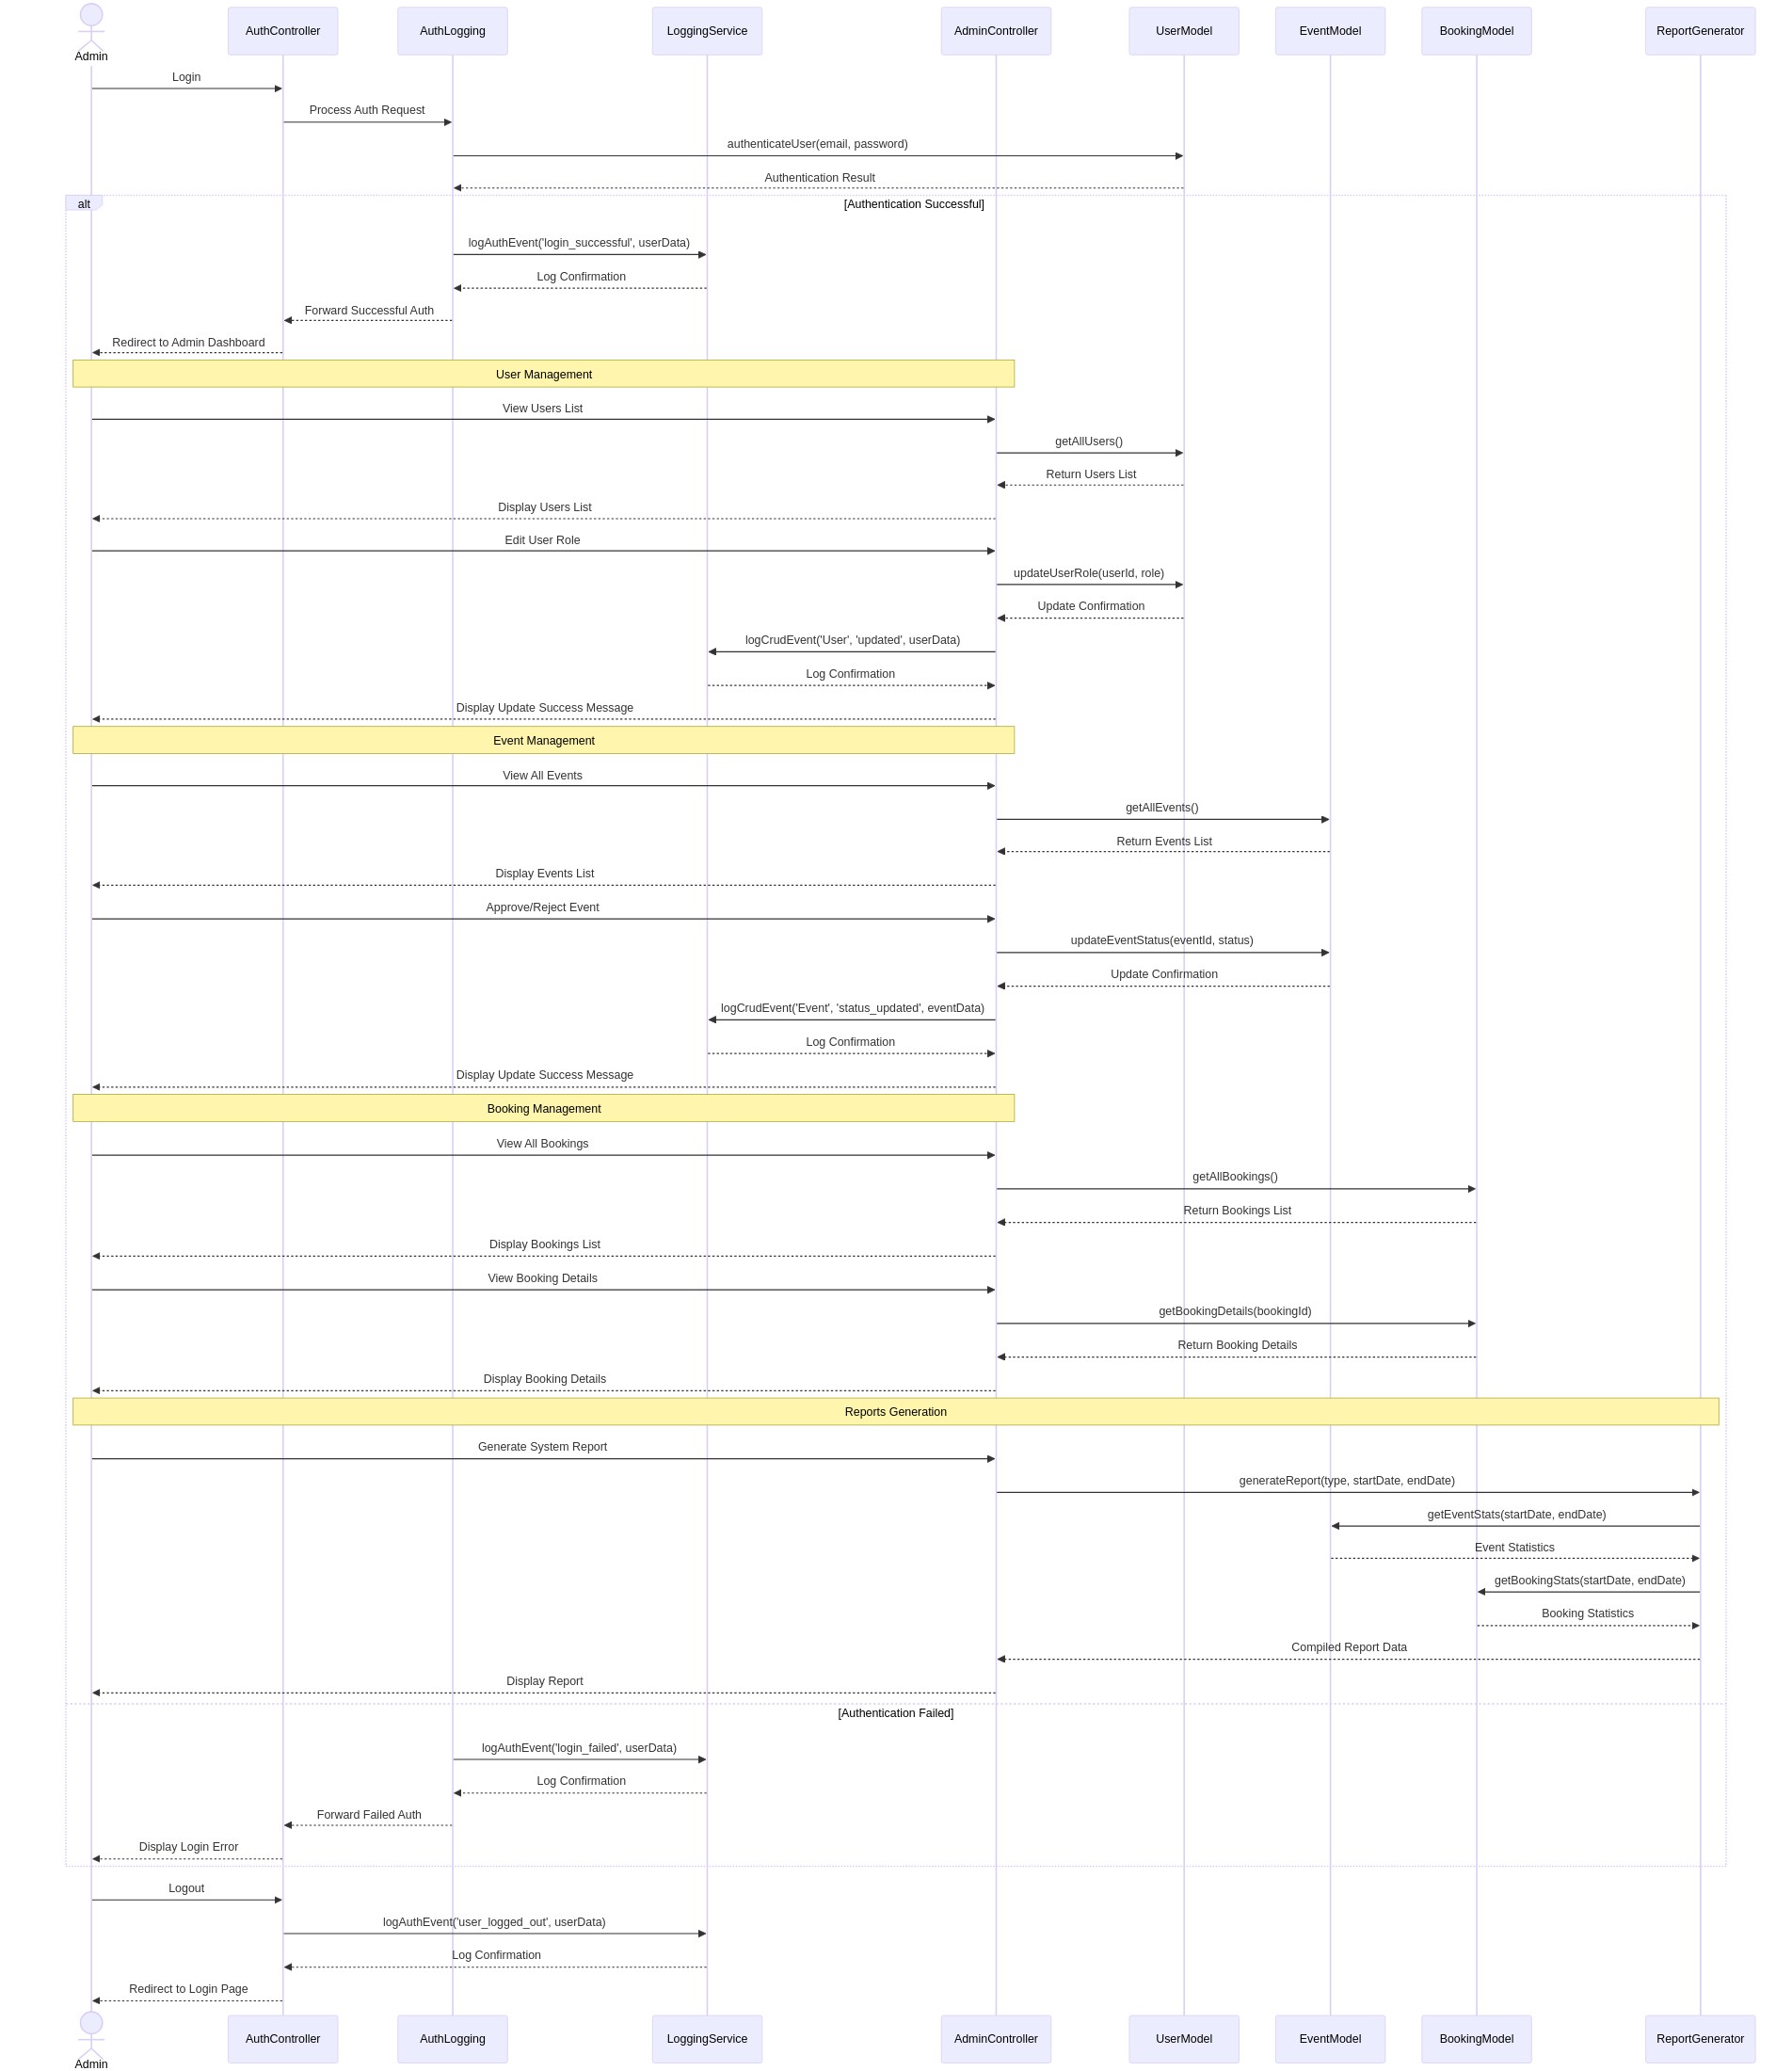 Admin
AuthController
AuthLogging
LoggingService
AdminController
UserModel
EventModel
BookingModel
ReportGenerator
Login
Process Auth Request
authenticateUser(email, password)
Authentication Result
alt
[Authentication Successful]
logAuthEvent('login_successful', userData)
Log Confirmation
Forward Successful Auth
Redirect to Admin Dashboard
User Management
View Users List
getAllUsers()
Return Users List
Display Users List
Edit User Role
updateUserRole(userId, role)
Update Confirmation
logCrudEvent('User', 'updated', userData)
Log Confirmation
Display Update Success Message
Event Management
View All Events
getAllEvents()
Return Events List
Display Events List
Approve/Reject Event
updateEventStatus(eventId, status)
Update Confirmation
logCrudEvent('Event', 'status_updated', eventData)
Log Confirmation
Display Update Success Message
Booking Management
View All Bookings
getAllBookings()
Return Bookings List
Display Bookings List
View Booking Details
getBookingDetails(bookingId)
Return Booking Details
Display Booking Details
Reports Generation
Generate System Report
generateReport(type, startDate, endDate)
getEventStats(startDate, endDate)
Event Statistics
getBookingStats(startDate, endDate)
Booking Statistics
Compiled Report Data
Display Report
[Authentication Failed]
logAuthEvent('login_failed', userData)
Log Confirmation
Forward Failed Auth
Display Login Error
Logout
logAuthEvent('user_logged_out', userData)
Log Confirmation
Redirect to Login Page
Admin
AuthController
AuthLogging
LoggingService
AdminController
UserModel
EventModel
BookingModel
ReportGenerator